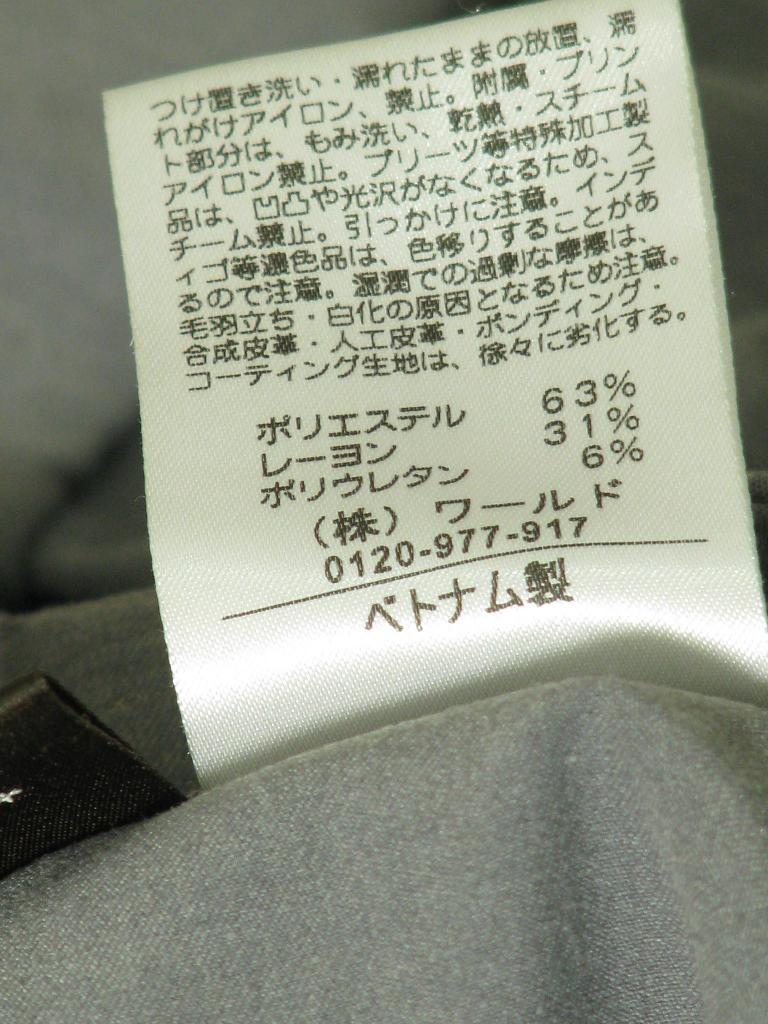 つけ置き洗い・濡れたままの放置、濡
れがけアイロン、禁止。附属・プリン
ト部分は、もみ洗い、乾熱・スチーム
アイロン禁止。プリーツ等特殊加工製
品は、凹凸や光沢がなくなるため、ス
チーム禁止。引っかけに注意。インデ
ィゴ等濃色品は、色移りすることがあ
るので注意。湿潤での過剰な摩擦は、
毛羽立ち・白化の原因となるため注意。
合成皮革・人工皮革・ボンディング・
コーティング生地は、徐々に劣化する。
ポリエステル 63%
レーヨン 31%
ポリウレタン 6%
(株) ワールド
0120-977-917
ベトナム製